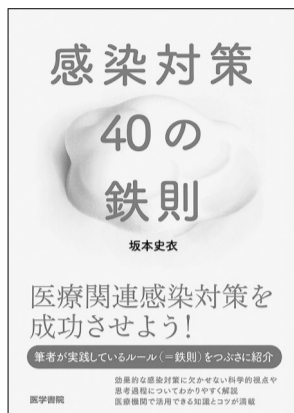 感染対策
40の
鉄則
坂本史衣
医療関連感染対策を
成功させよう！
筆者が実践しているルール（＝鉄則）をつぶさに紹介
効果的な感染対策に欠かせない科学的視点や
思考過程についてわかりやすく解説
医療機関で活用できる知識とコツが満載
医学書院